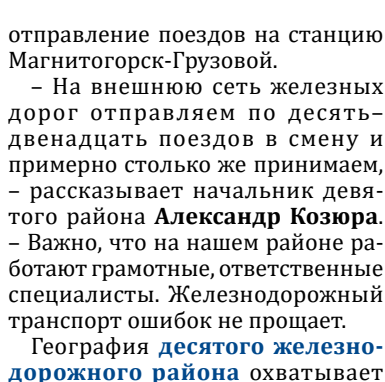 отправление поездов на станцию
Магнитогорск-Грузовой.
– На внешнюю сеть железных
дорог отправляем по десять–
двенадцать поездов в смену и
примерно столько же принимаем,
– рассказывает начальник девя-
того района Александр Козюра.
– Важно, что на нашем районе ра-
ботают грамотные, ответственные
специалисты. Железнодорожный
транспорт ошибок не прощает.
География десятого железно-
дорожного района охватывает